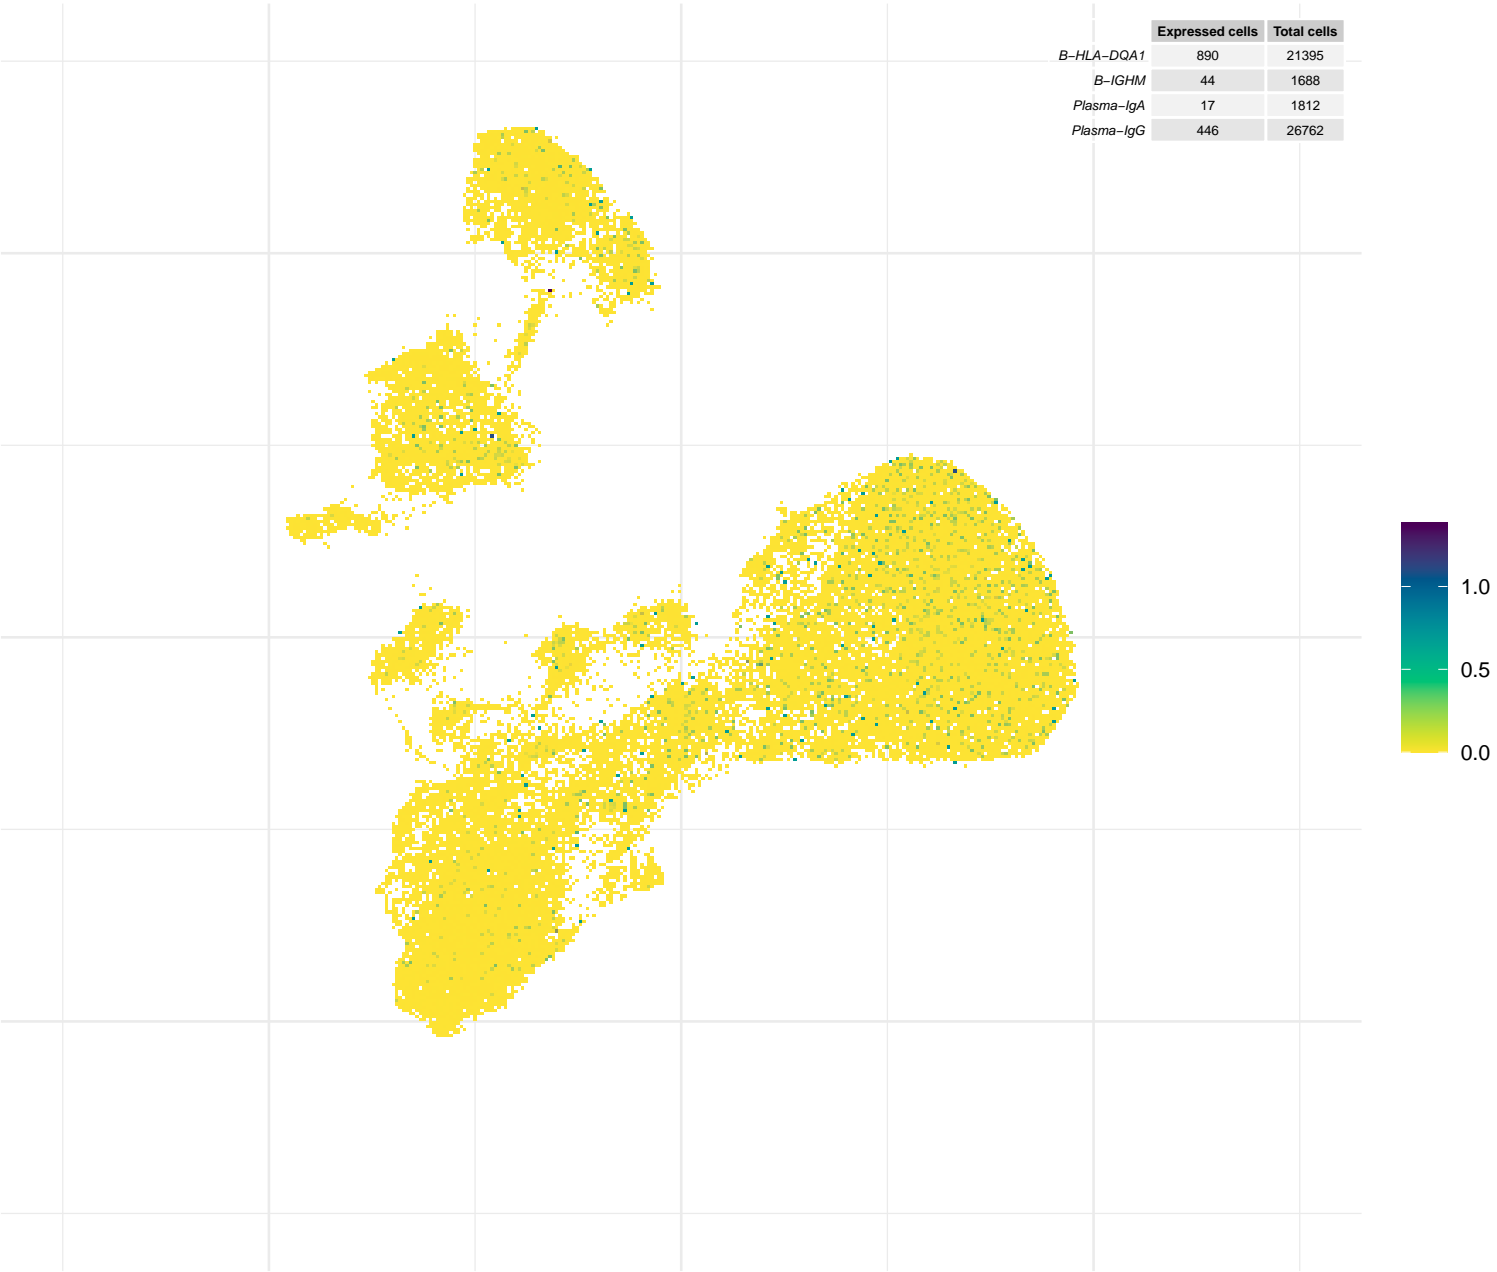 Expressed cells Total cells
B−HLA−DQA1 890 21395
B−IGHM 44 1688
Plasma−IgA 17 1812
Plasma−IgG 446 26762
1.0
0.5
0.0